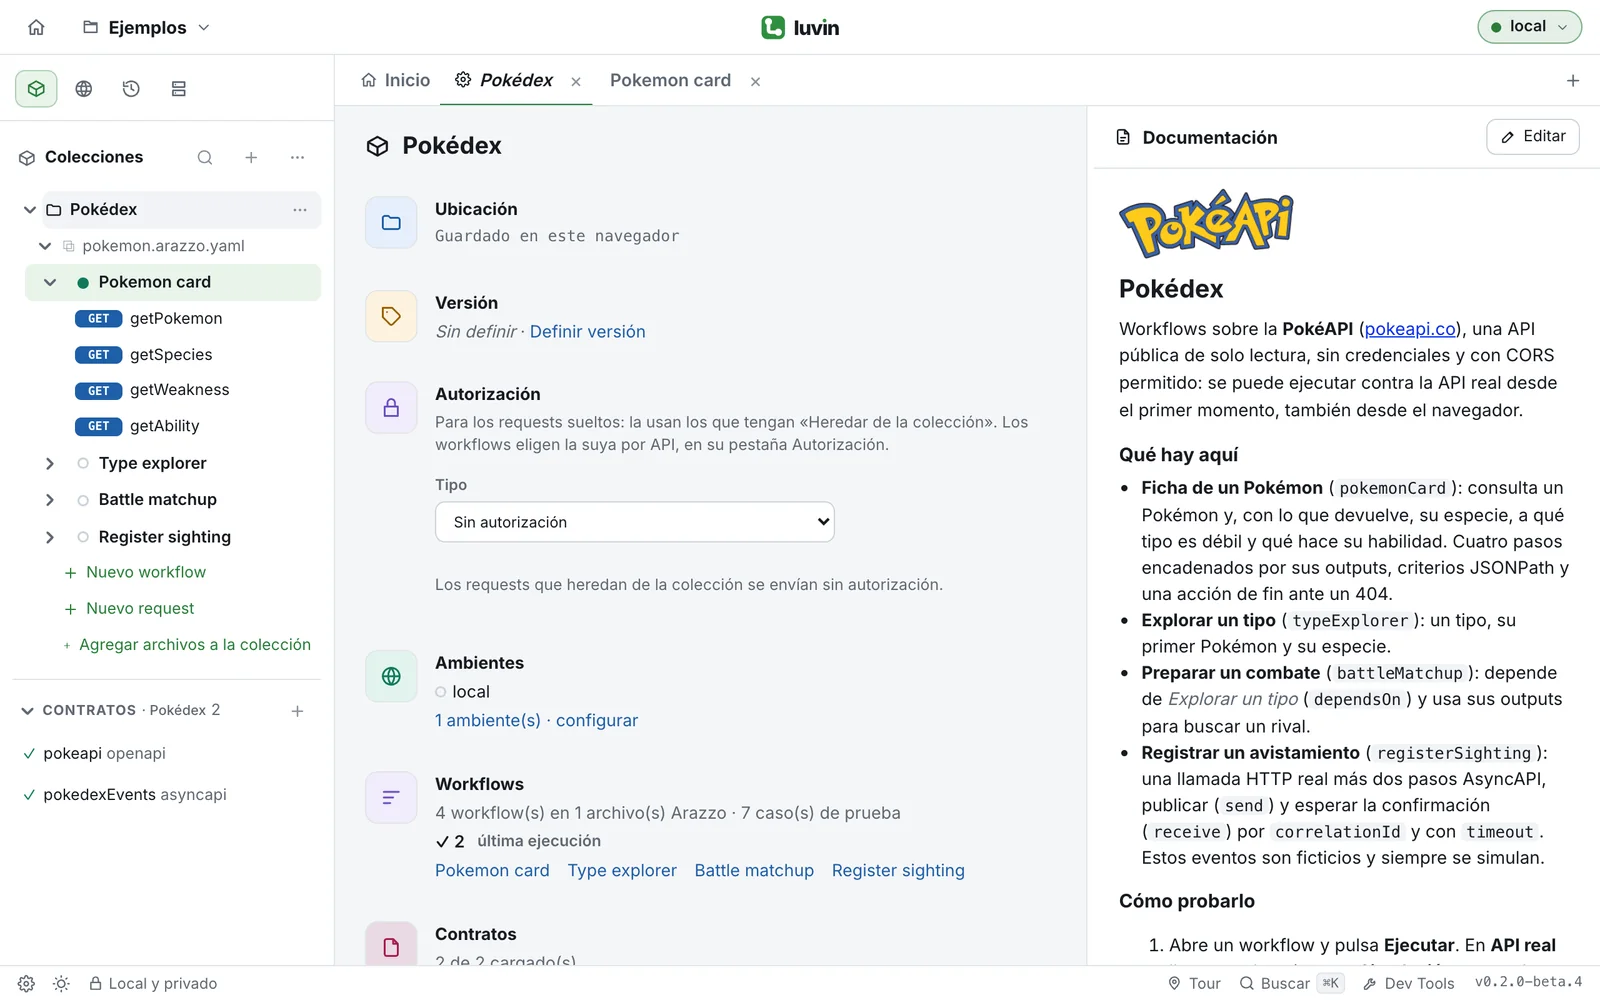 Ejemplos
luvin
local
Inicio
Pokédex
Pokemon card
Colecciones
Pokédex
pokemon.arazzo.yaml
Pokemon card
GET getPokemon
GET getSpecies
GET getWeakness
GET getAbility
Type explorer
Battle matchup
Register sighting
+ Nuevo workflow
+ Nuevo request
+ Agregar archivos a la colección
CONTRATOS · Pokédex 2
pokeapi openapi
pokedexEvents asyncapi
Pokédex
Ubicación
Guardado en este navegador
Versión
Sin definir · Definir versión
Autorización
Para los requests sueltos: la usan los que tengan «Heredar de la colección». Los
workflows eligen la suya por API, en su pestaña Autorización.
Tipo
Sin autorización
Los requests que heredan de la colección se envían sin autorización.
Ambientes
local
1 ambiente(s) · configurar
Workflows
4 workflow(s) en 1 archivo(s) Arazzo · 7 caso(s) de prueba
✓ 2 última ejecución
Pokemon card Type explorer Battle matchup Register sighting
Contratos
2 de 2 cargado(s)
Documentación
Editar
PokéApi
Pokédex
Workflows sobre la PokéAPI (pokeapi.co), una API
pública de solo lectura, sin credenciales y con CORS
permitido: se puede ejecutar contra la API real desde
el primer momento, también desde el navegador.
Qué hay aquí
• Ficha de un Pokémon ( pokemonCard ): consulta un
Pokémon y, con lo que devuelve, su especie, a qué
tipo es débil y qué hace su habilidad. Cuatro pasos
encadenados por sus outputs, criterios JSONPath y
una acción de fin ante un 404.
• Explorar un tipo ( typeExplorer ): un tipo, su
primer Pokémon y su especie.
• Preparar un combate ( battleMatchup ): depende
de Explorar un tipo ( dependsOn ) y usa sus outputs
para buscar un rival.
• Registrar un avistamiento ( registerSighting ):
una llamada HTTP real más dos pasos AsyncAPI,
publicar ( send ) y esperar la confirmación
( receive ) por correlationId y con timeout .
Estos eventos son ficticios y siempre se simulan.
Cómo probarlo
1. Abre un workflow y pulsa Ejecutar. En API real
Local y privado
Tour
Buscar ⌘K
Dev Tools
v0.2.0-beta.4